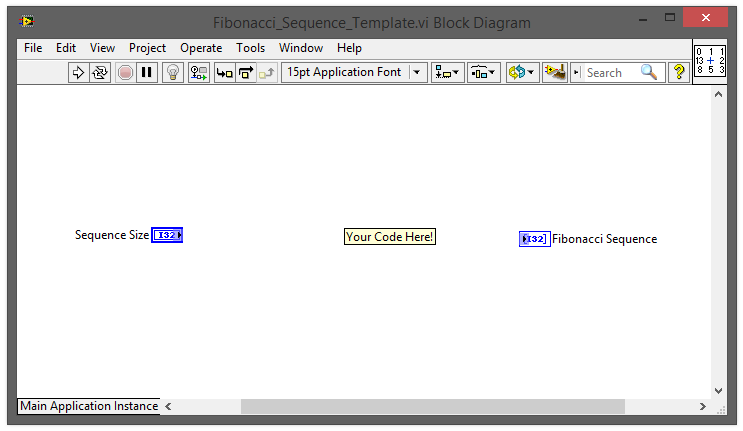 Fibonacci_Sequence_Template.vi Block Diagram
File Edit View Project Operate Tools Window Help
15pt Application Font
Search
?
0 1 1
13 + 2
8 5 3
Sequence Size I32
Your Code Here!
I32 Fibonacci Sequence
Main Application Instance